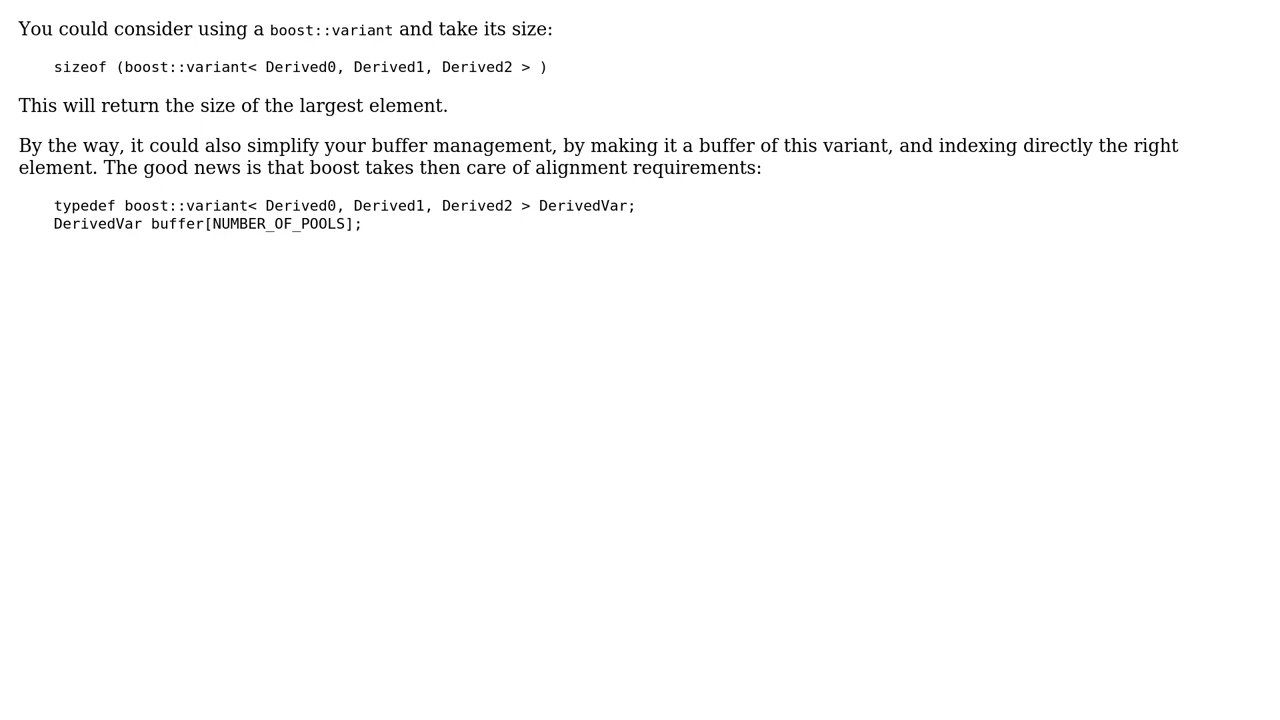 You could consider using a boost::variant and take its size:
sizeof (boost::variant< Derived0, Derived1, Derived2 > )
This will return the size of the largest element.
By the way, it could also simplify your buffer management, by making it a buffer of this variant, and indexing directly the right
element. The good news is that boost takes then care of alignment requirements:
typedef boost::variant< Derived0, Derived1, Derived2 > DerivedVar;
DerivedVar buffer[NUMBER_OF_POOLS];